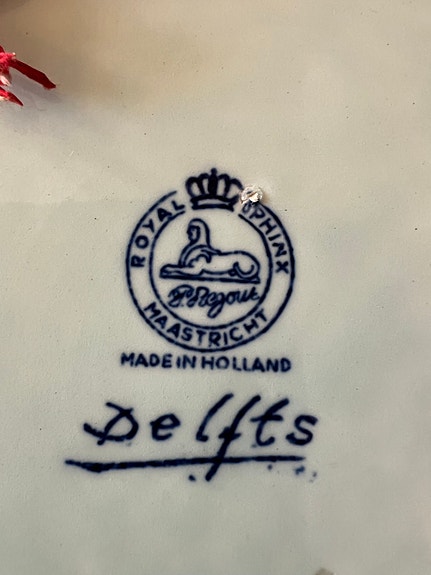 ROYAL SPHINX
P. Regout
MAASTRICHT
MADE IN HOLLAND
Delfts